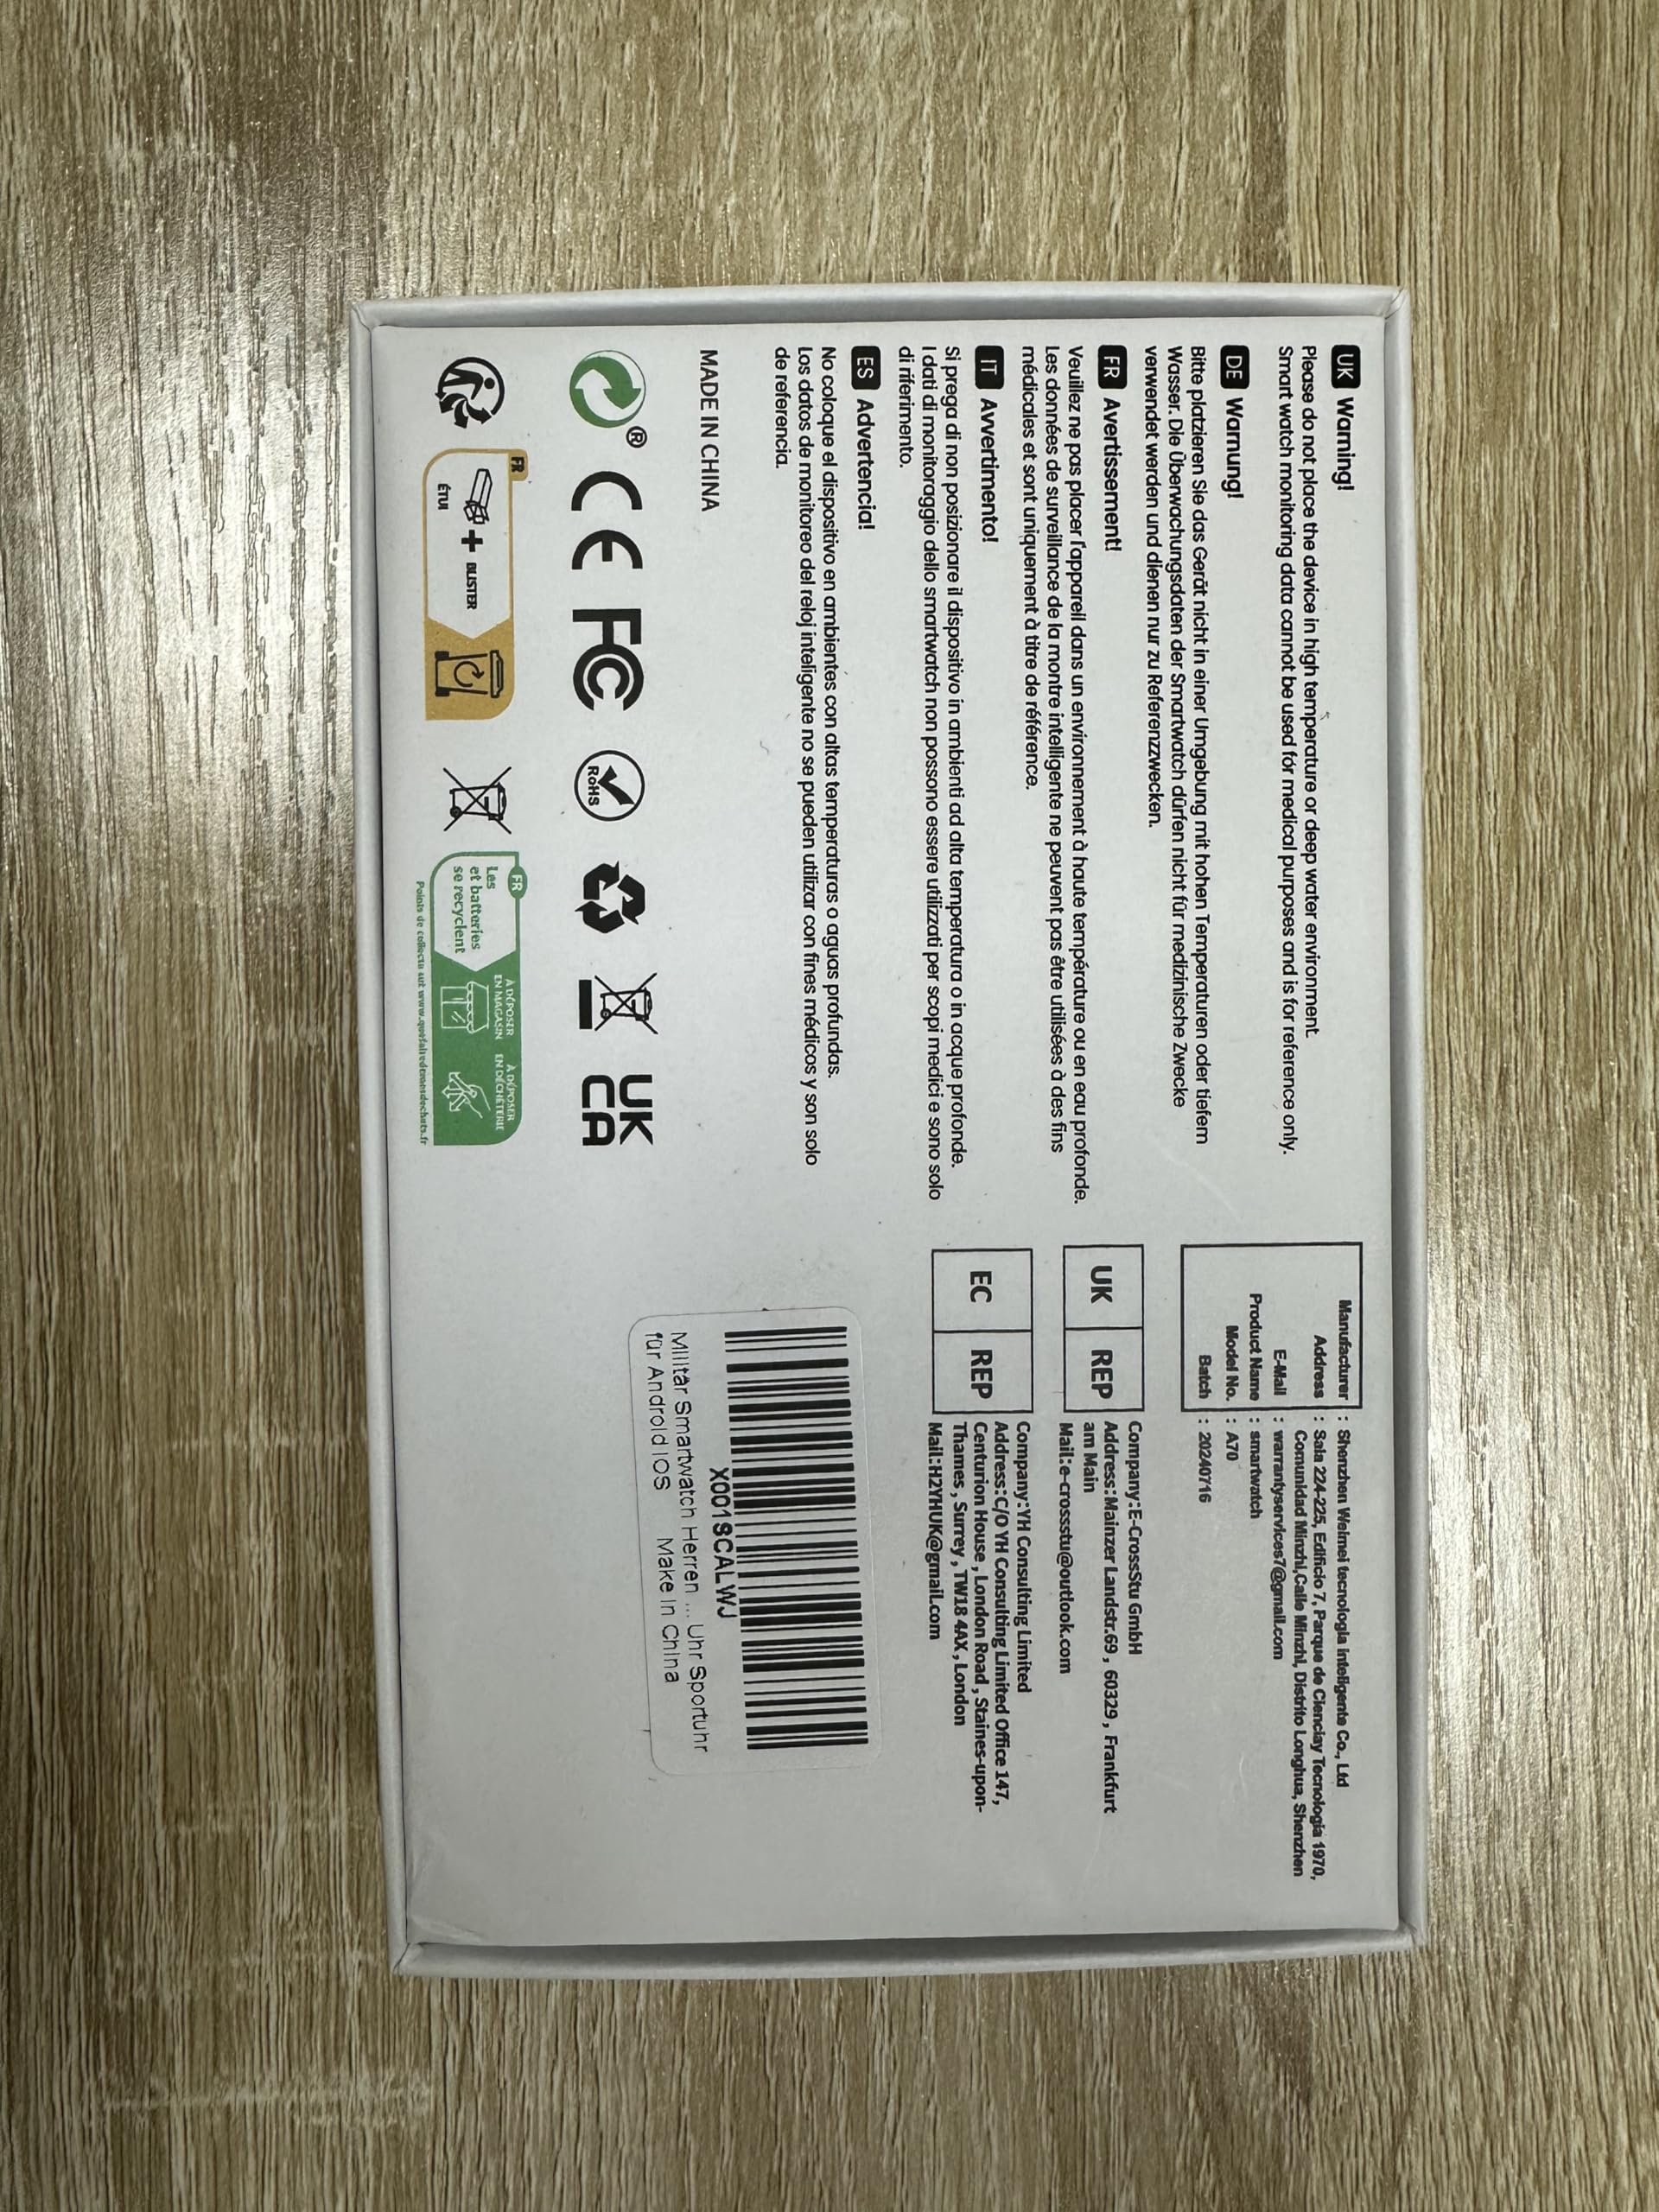 UK Warning!
Please do not place the device in high temperature or deep water environment.
Smart watch monitoring data cannot be used for medical purposes and is for reference only.
DE Warnung!
Bitte platzieren Sie das Gerät nicht in einer Umgebung mit hohen Temperaturen oder tiefem
Wasser. Die Überwachungsdaten der Smartwatch dürfen nicht für medizinische Zwecke
verwendet werden und dienen nur zu Referenzzwecken.
FR Avertissement!
Veuillez ne pas placer l'appareil dans un environnement à haute température ou en eau profonde.
Les données de surveillance de la montre intelligente ne peuvent pas être utilisées à des fins
médicales et sont uniquement à titre de référence.
IT Avvertimento!
Si prega di non posizionare il dispositivo in ambienti ad alta temperatura o in acque profonde.
I dati di monitoraggio dello smartwatch non possono essere utilizzati per scopi medici e sono solo
di riferimento.
ES Advertencia!
No coloque el dispositivo en ambientes con altas temperaturas o aguas profundas.
Los datos de monitoreo del reloj inteligente no se pueden utilizar con fines médicos y son solo
de referencia.
MADE IN CHINA
® CE FC RoHS UK
CA
FR
ÉTUI + BLISTER
FR
Les
et batteries
se recyclent
À DÉPOSER
EN MAGASIN
À DÉPOSER
EN DÉCHÈTERIE
Points de collecte sut www.quefairedemesdechets.fr
Manufacturer : Shenzhen Weimei tecnologia inteligente Co., Ltd
Address : Sala 224-225, Edificio 7, Parque de Cienciay Tecnologia 1970,
Comunidad Minzhi,Calle Minzhi, Distrito Longhua, Shenzhen
E-Mail : warrantyservices7@gmail.com
Product Name : smartwatch
Model No. : A70
Batch : 20240716
UK REP
Company:E-CrossStu GmbH
Address:Mainzer Landstr.69 , 60329 , Frankfurt
am Main
Mail:e-crossstu@outlook.com
EC REP
Company:YH Consulting Limited
Address:C/O YH Consulting Limited Office 147,
Centurion House , London Road , Staines-upon-
Thames , Surrey , TW18 4AX , London
Mail:H2YHUK@gmail.com
X001SCALWJ
Militär Smartwatch Herren ... Uhr Sportuhr
für Android IOS Make In China